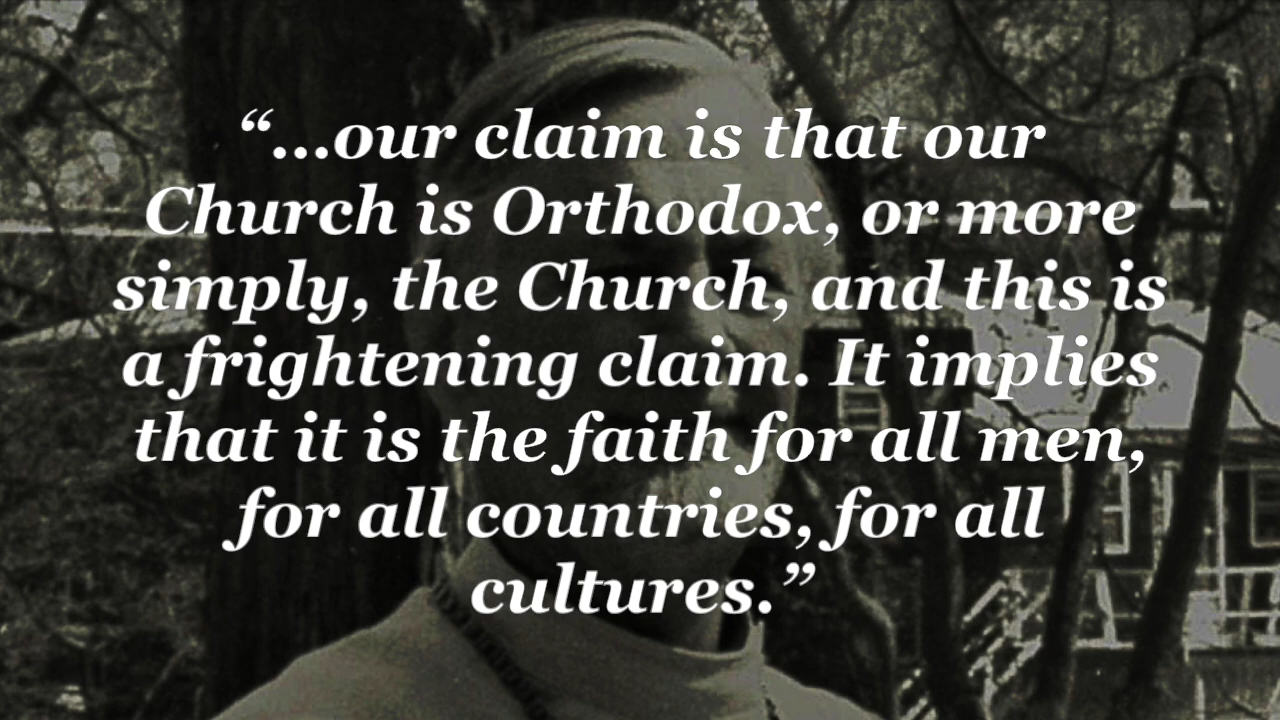 “...our claim is that our
Church is Orthodox, or more
simply, the Church, and this is
a frightening claim. It implies
that it is the faith for all men,
for all countries, for all
cultures.”